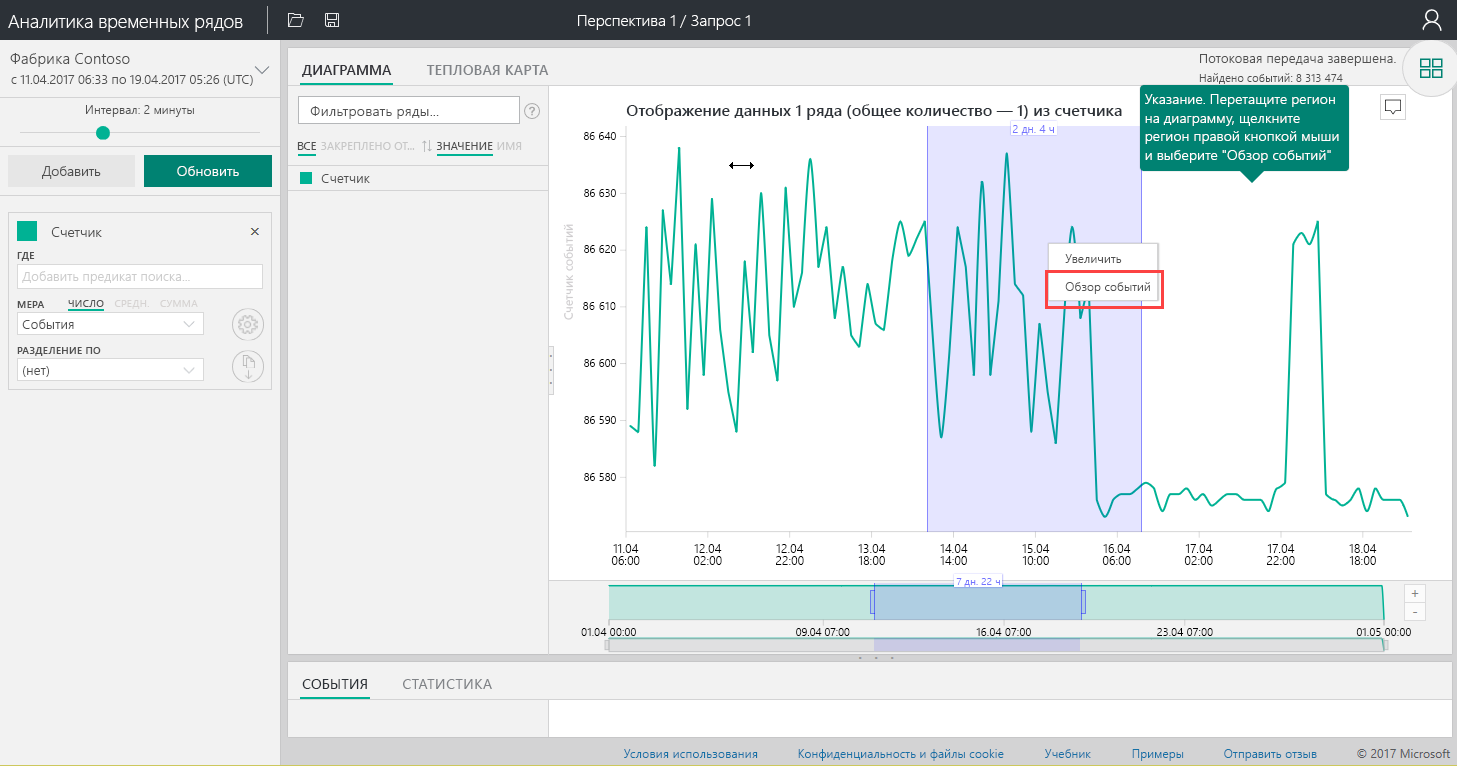 Аналитика временных рядов
Перспектива 1 / Запрос 1
Фабрика Contoso
с 11.04.2017 06:33 по 19.04.2017 05:26 (UTC)
Интервал: 2 минуты
Добавить
Обновить
Счетчик
×
ГДЕ
Добавить предикат поиска...
МЕРА
ЧИСЛО
СРЕДН.
СУММА
События
РАЗДЕЛЕНИЕ ПО
(нет)
ДИАГРАММА
ТЕПЛОВАЯ КАРТА
Потоковая передача завершена.
Найдено событий: 8 313 474
Фильтровать ряды...
?
ВСЕ
ЗАКРЕПЛЕНО ОТ...
ЗНАЧЕНИЕ
ИМЯ
Счетчик
Отображение данных 1 ряда (общее количество — 1) из счетчика
2 дн. 4 ч
Указание. Перетащите регион
на диаграмму, щелкните
регион правой кнопкой мыши
и выберите "Обзор событий"
Увеличить
Обзор событий
Счетчик событий
86 640
86 630
86 620
86 610
86 600
86 590
86 580
11.04
06:00
12.04
02:00
12.04
22:00
13.04
18:00
14.04
14:00
15.04
10:00
16.04
06:00
17.04
02:00
17.04
22:00
18.04
18:00
7 дн. 22 ч
+
-
01.04 00:00
09.04 07:00
16.04 07:00
23.04 07:00
01.05 00:00
СОБЫТИЯ
СТАТИСТИКА
Условия использования
Конфиденциальность и файлы cookie
Учебник
Примеры
Отправить отзыв
© 2017 Microsoft